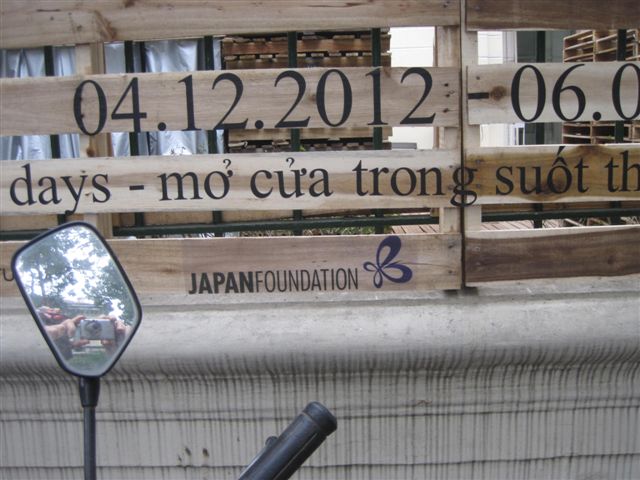 04.12.2012 - 06.0
days - mở cửa trong suốt th
JAPANFOUNDATION